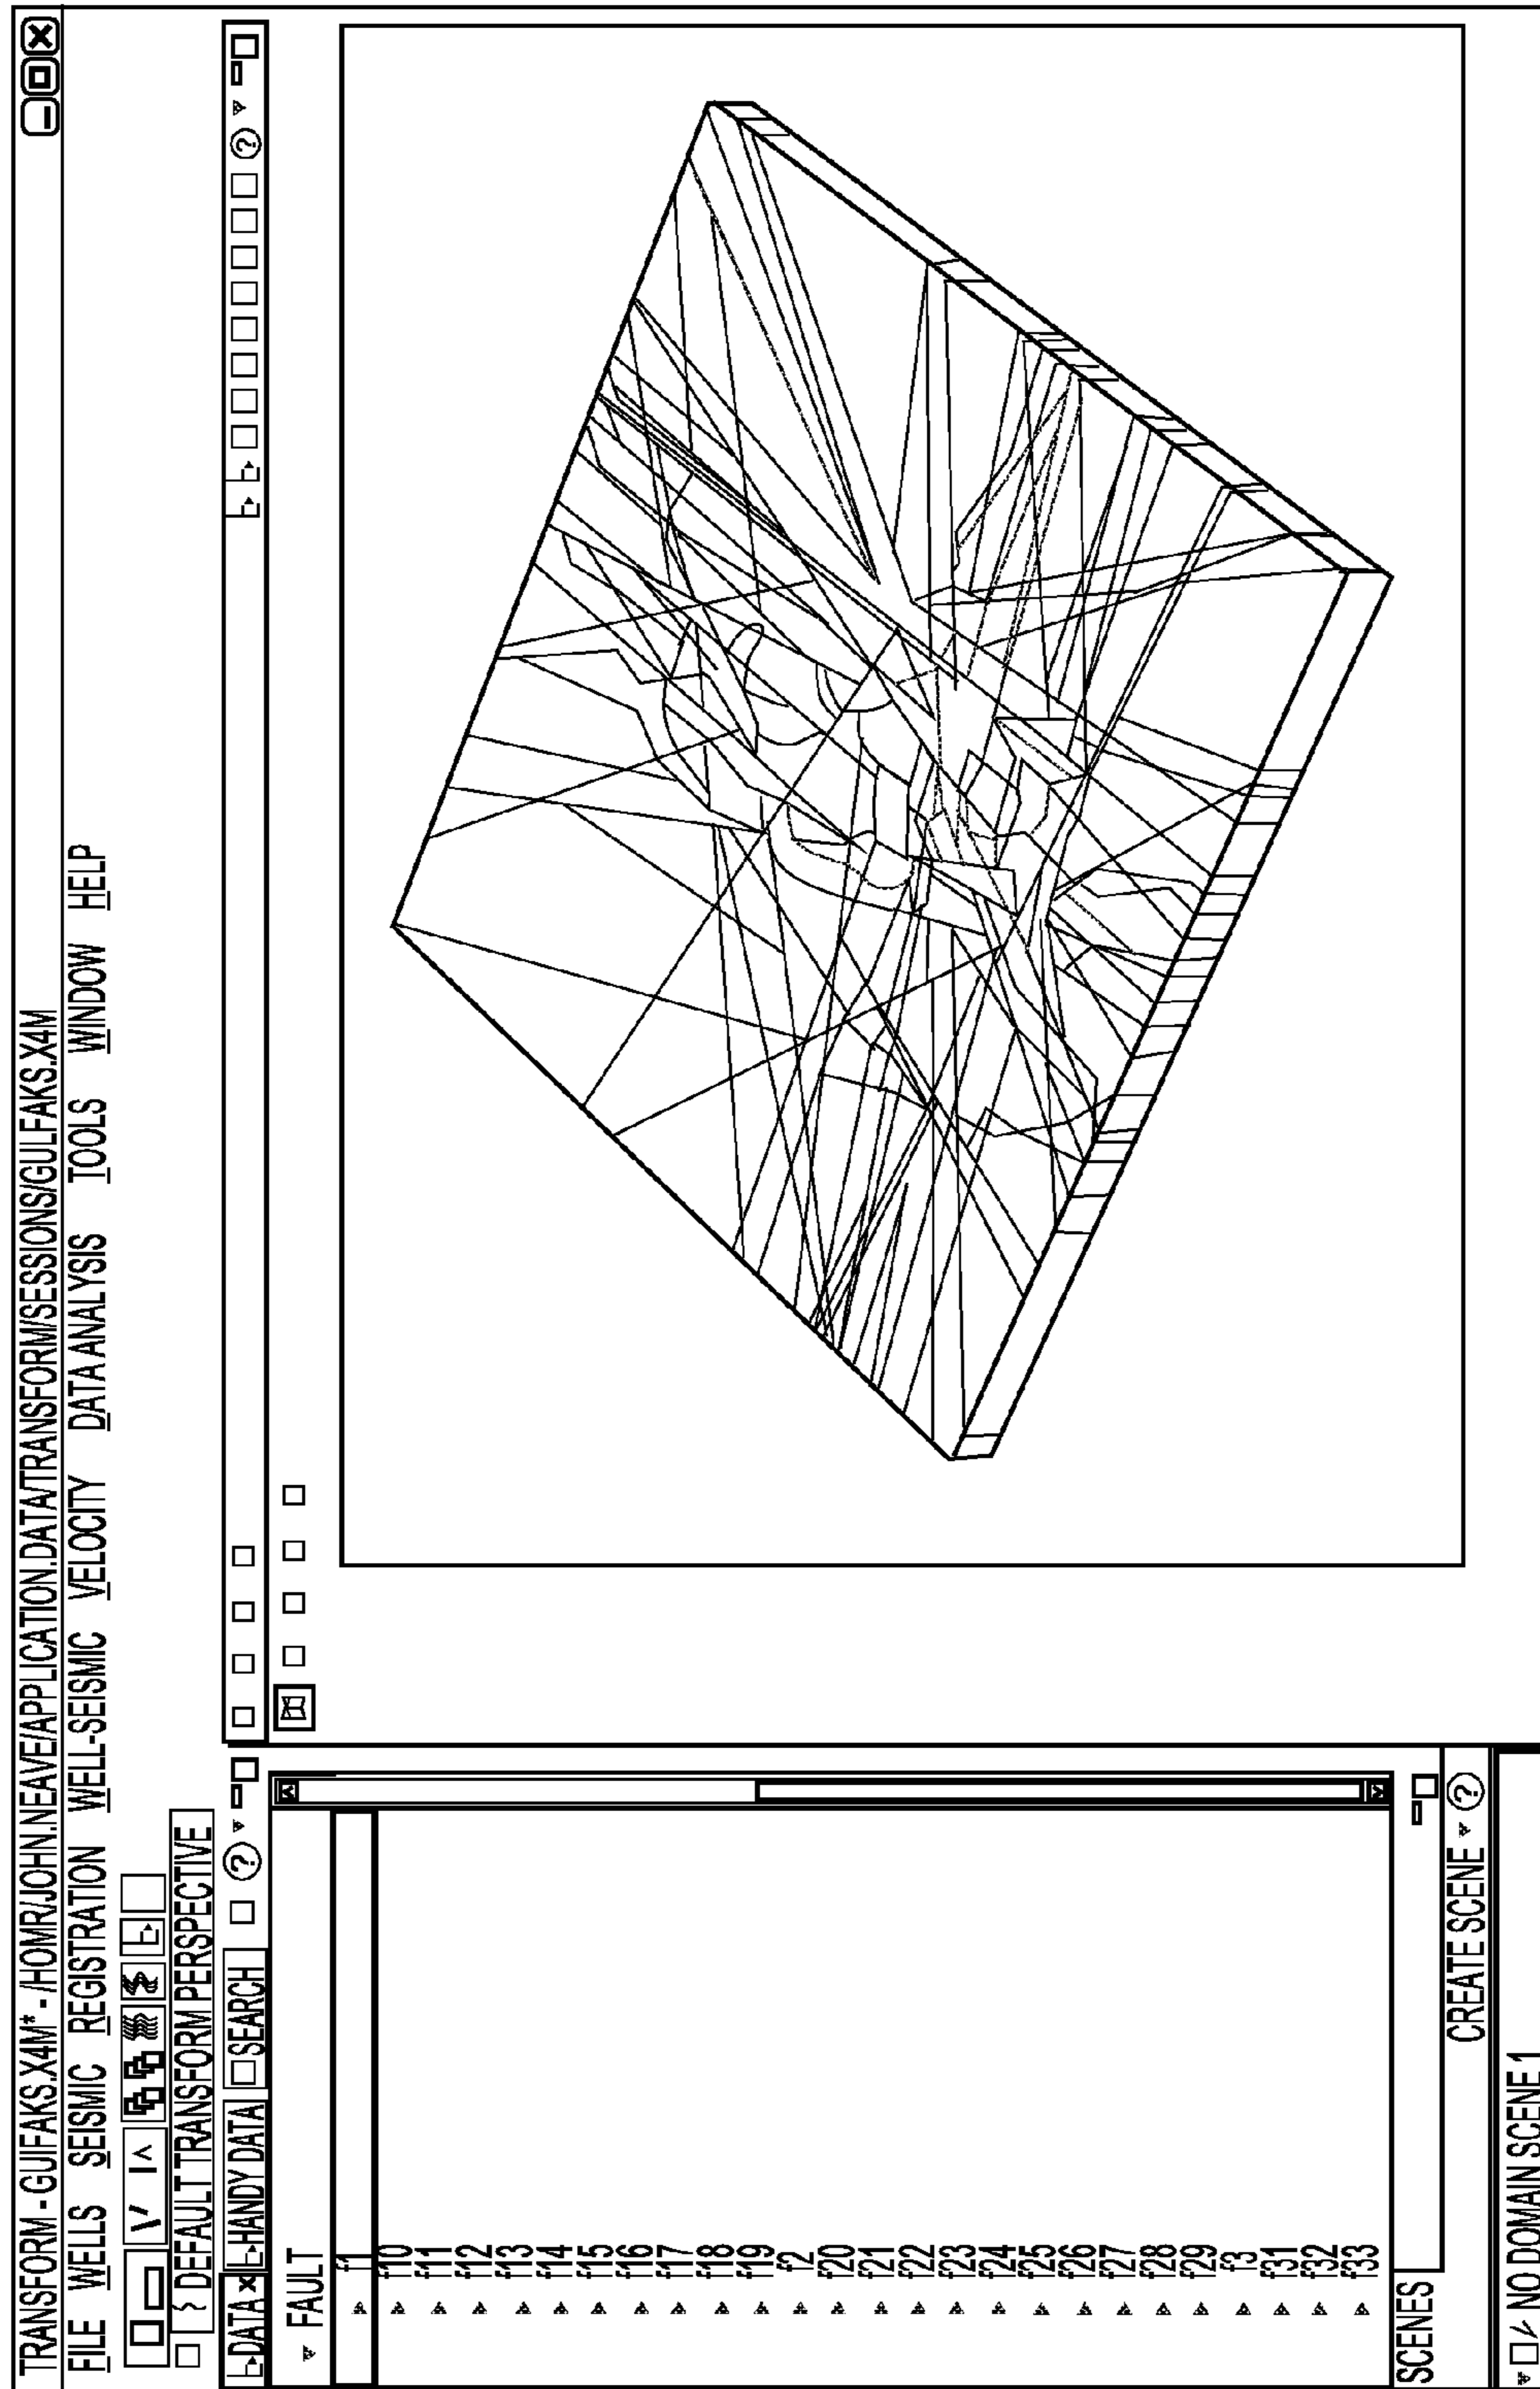 TRANSFORM - GUIFAKS.X4M* - /HOMR/JOHN.NEAVE/APPLICATION.DATA/TRANSFORM/SESSIONS/GULFAKS.X4M
FILE WELLS SEISMIC REGISTRATION WELL-SEISMIC VELOCITY DATA ANALYSIS TOOLS WINDOW HELP
DEFAULT TRANSFORM PERSPECTIVE
DATA HANDY DATA SEARCH
FAULT
f1
f10
f11
f12
f13
f14
f15
f16
f17
f18
f19
f2
f20
f21
f22
f23
f24
f25
f26
f27
f28
f29
f3
f31
f32
f33
SCENES
CREATE SCENE
NO DOMAIN SCENE 1